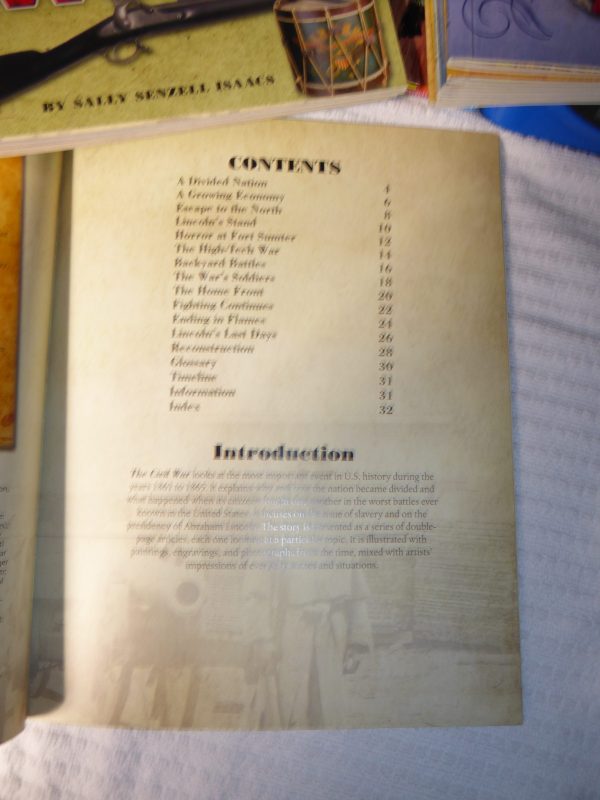 BY SALLY SENZELL ISAACS
CONTENTS
A Divided Nation 4
A Growing Economy 6
Escape to the North 8
Lincoln's Stand 10
Horror at Fort Sumter 12
The High-Tech War 14
Backyard Battles 16
The War's Soldiers 18
The Home Front 20
Fighting Continues 22
Ending in Flames 24
Lincoln's Last Days 26
Reconstruction 28
Glossary 30
Timeline 31
Information 31
Index 32
Introduction
The Civil War looks at the most important event in U.S. history during the
years 1861 to 1865. It explains why and how the nation became divided and
what happened when its citizens fought one another in the worst battles ever
known in the United States. It focuses on the issue of slavery and on the
presidency of Abraham Lincoln. The story is presented as a series of double-
page articles, each one looking at a particular topic. It is illustrated with
paintings, engravings, and photographs from the time, mixed with artists'
impressions of everyday scenes and situations.